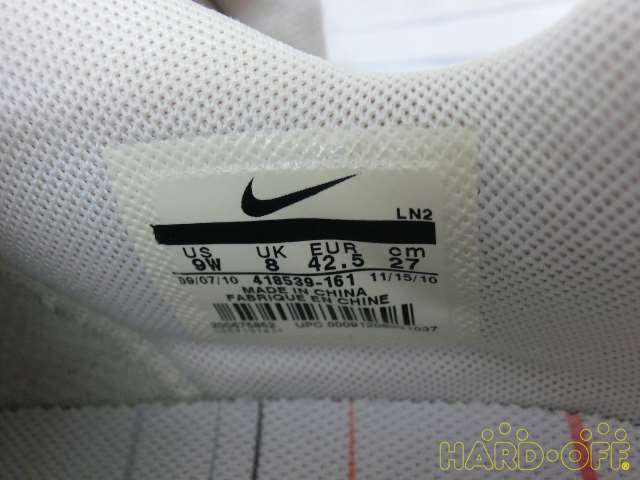 LN2
US UK EUR cm
9W 8 42.5 27
09/07/10 418539-161 11/15/10
MADE IN CHINA
FABRIQUE EN CHINE
UPC
HARD·OFF